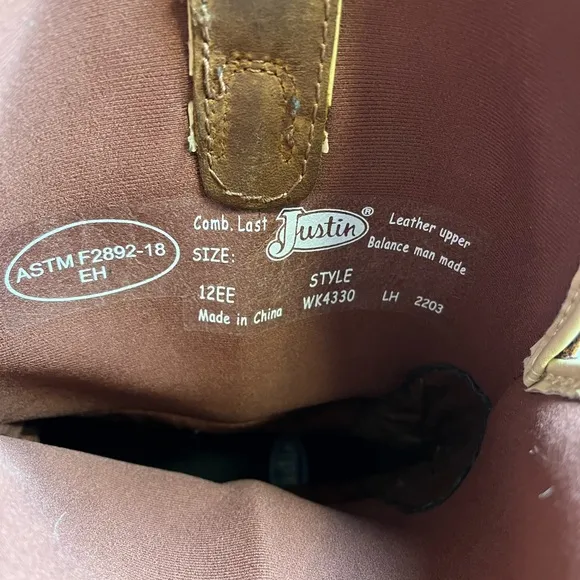 ASTM F2892-18
EH
Comb. Last Justin® Leather upper
SIZE: Balance man made
12EE STYLE
Made in China WK4330 LH 2203